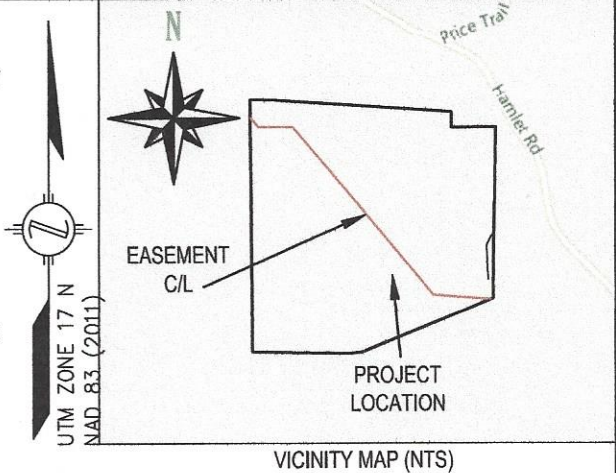 N
Price Trail
Hamlet Rd
EASEMENT
C/L
PROJECT
LOCATION
N
UTM ZONE 17 N
NAD 83 (2011)
VICINITY MAP (NTS)